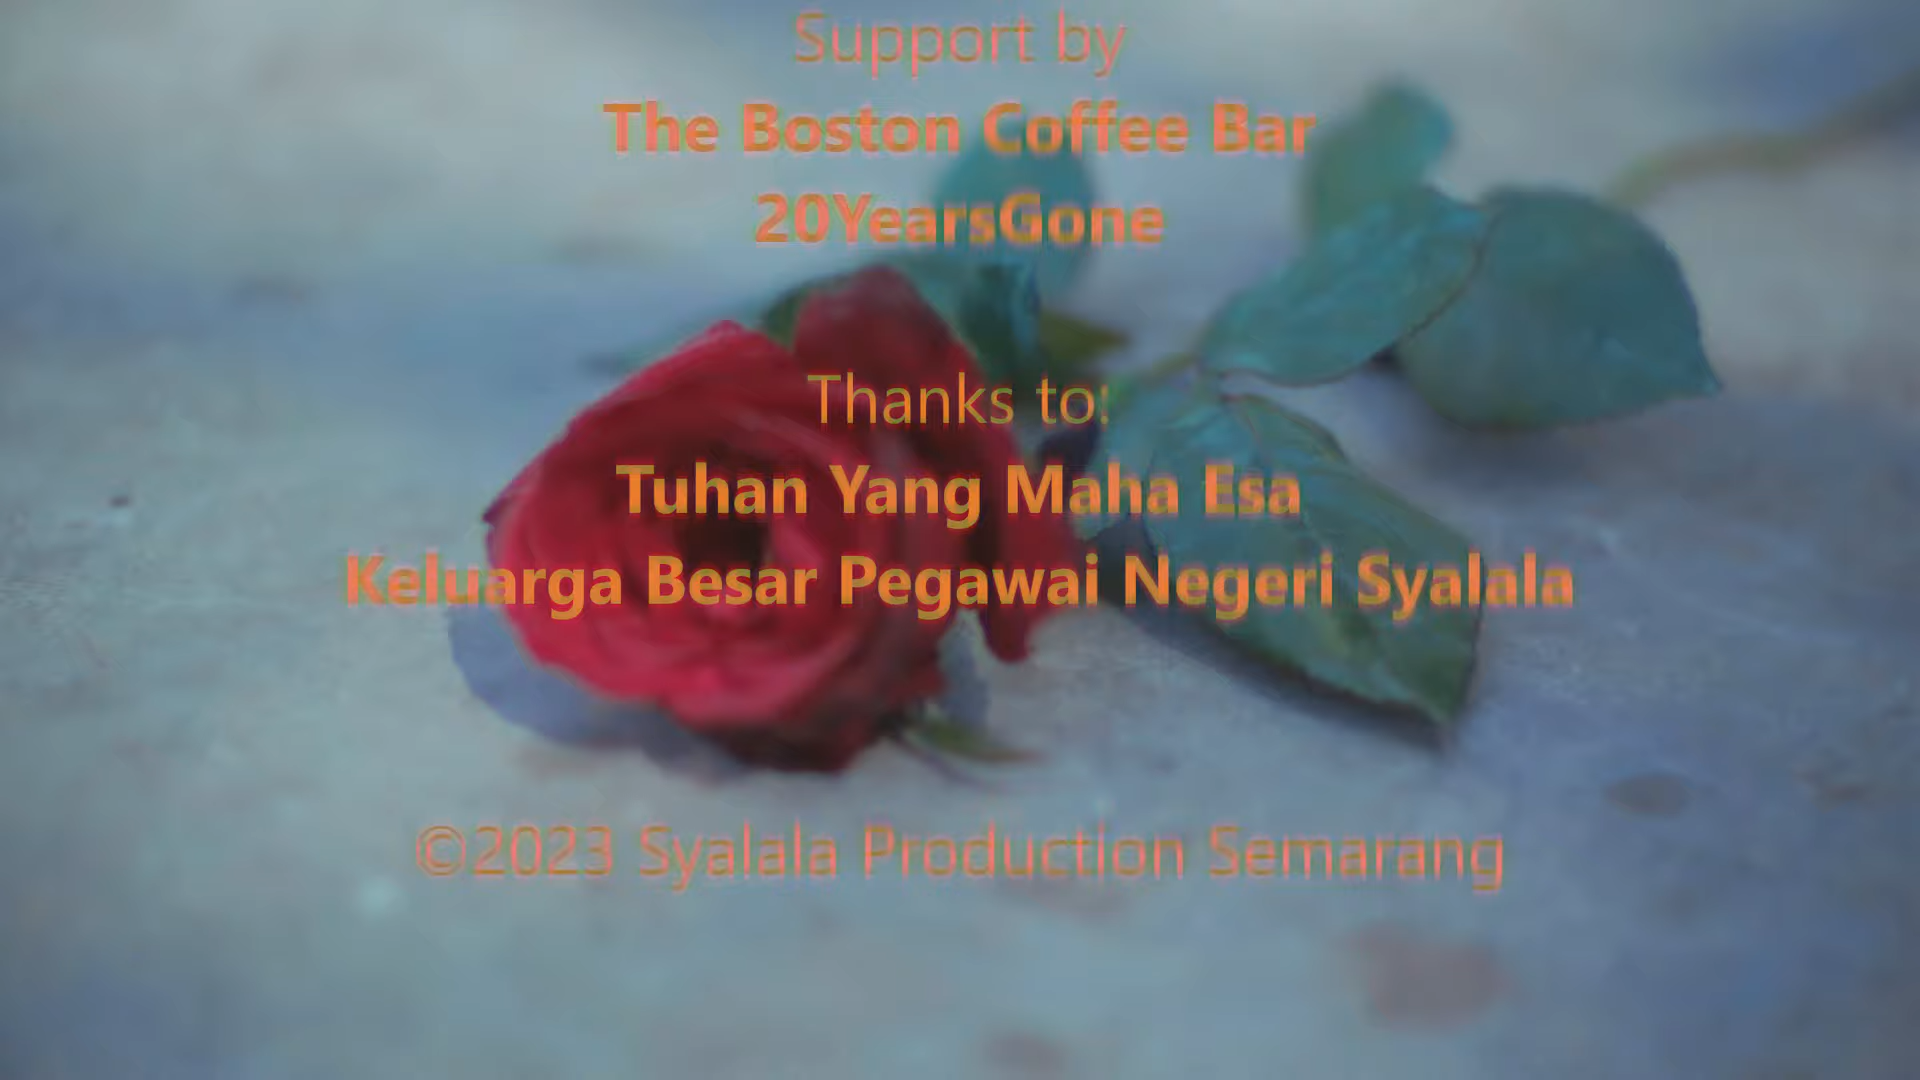 Support by
The Boston Coffee Bar
20YearsGone
Thanks to:
Tuhan Yang Maha Esa
Keluarga Besar Pegawai Negeri Syalala
©2023 Syalala Production Semarang